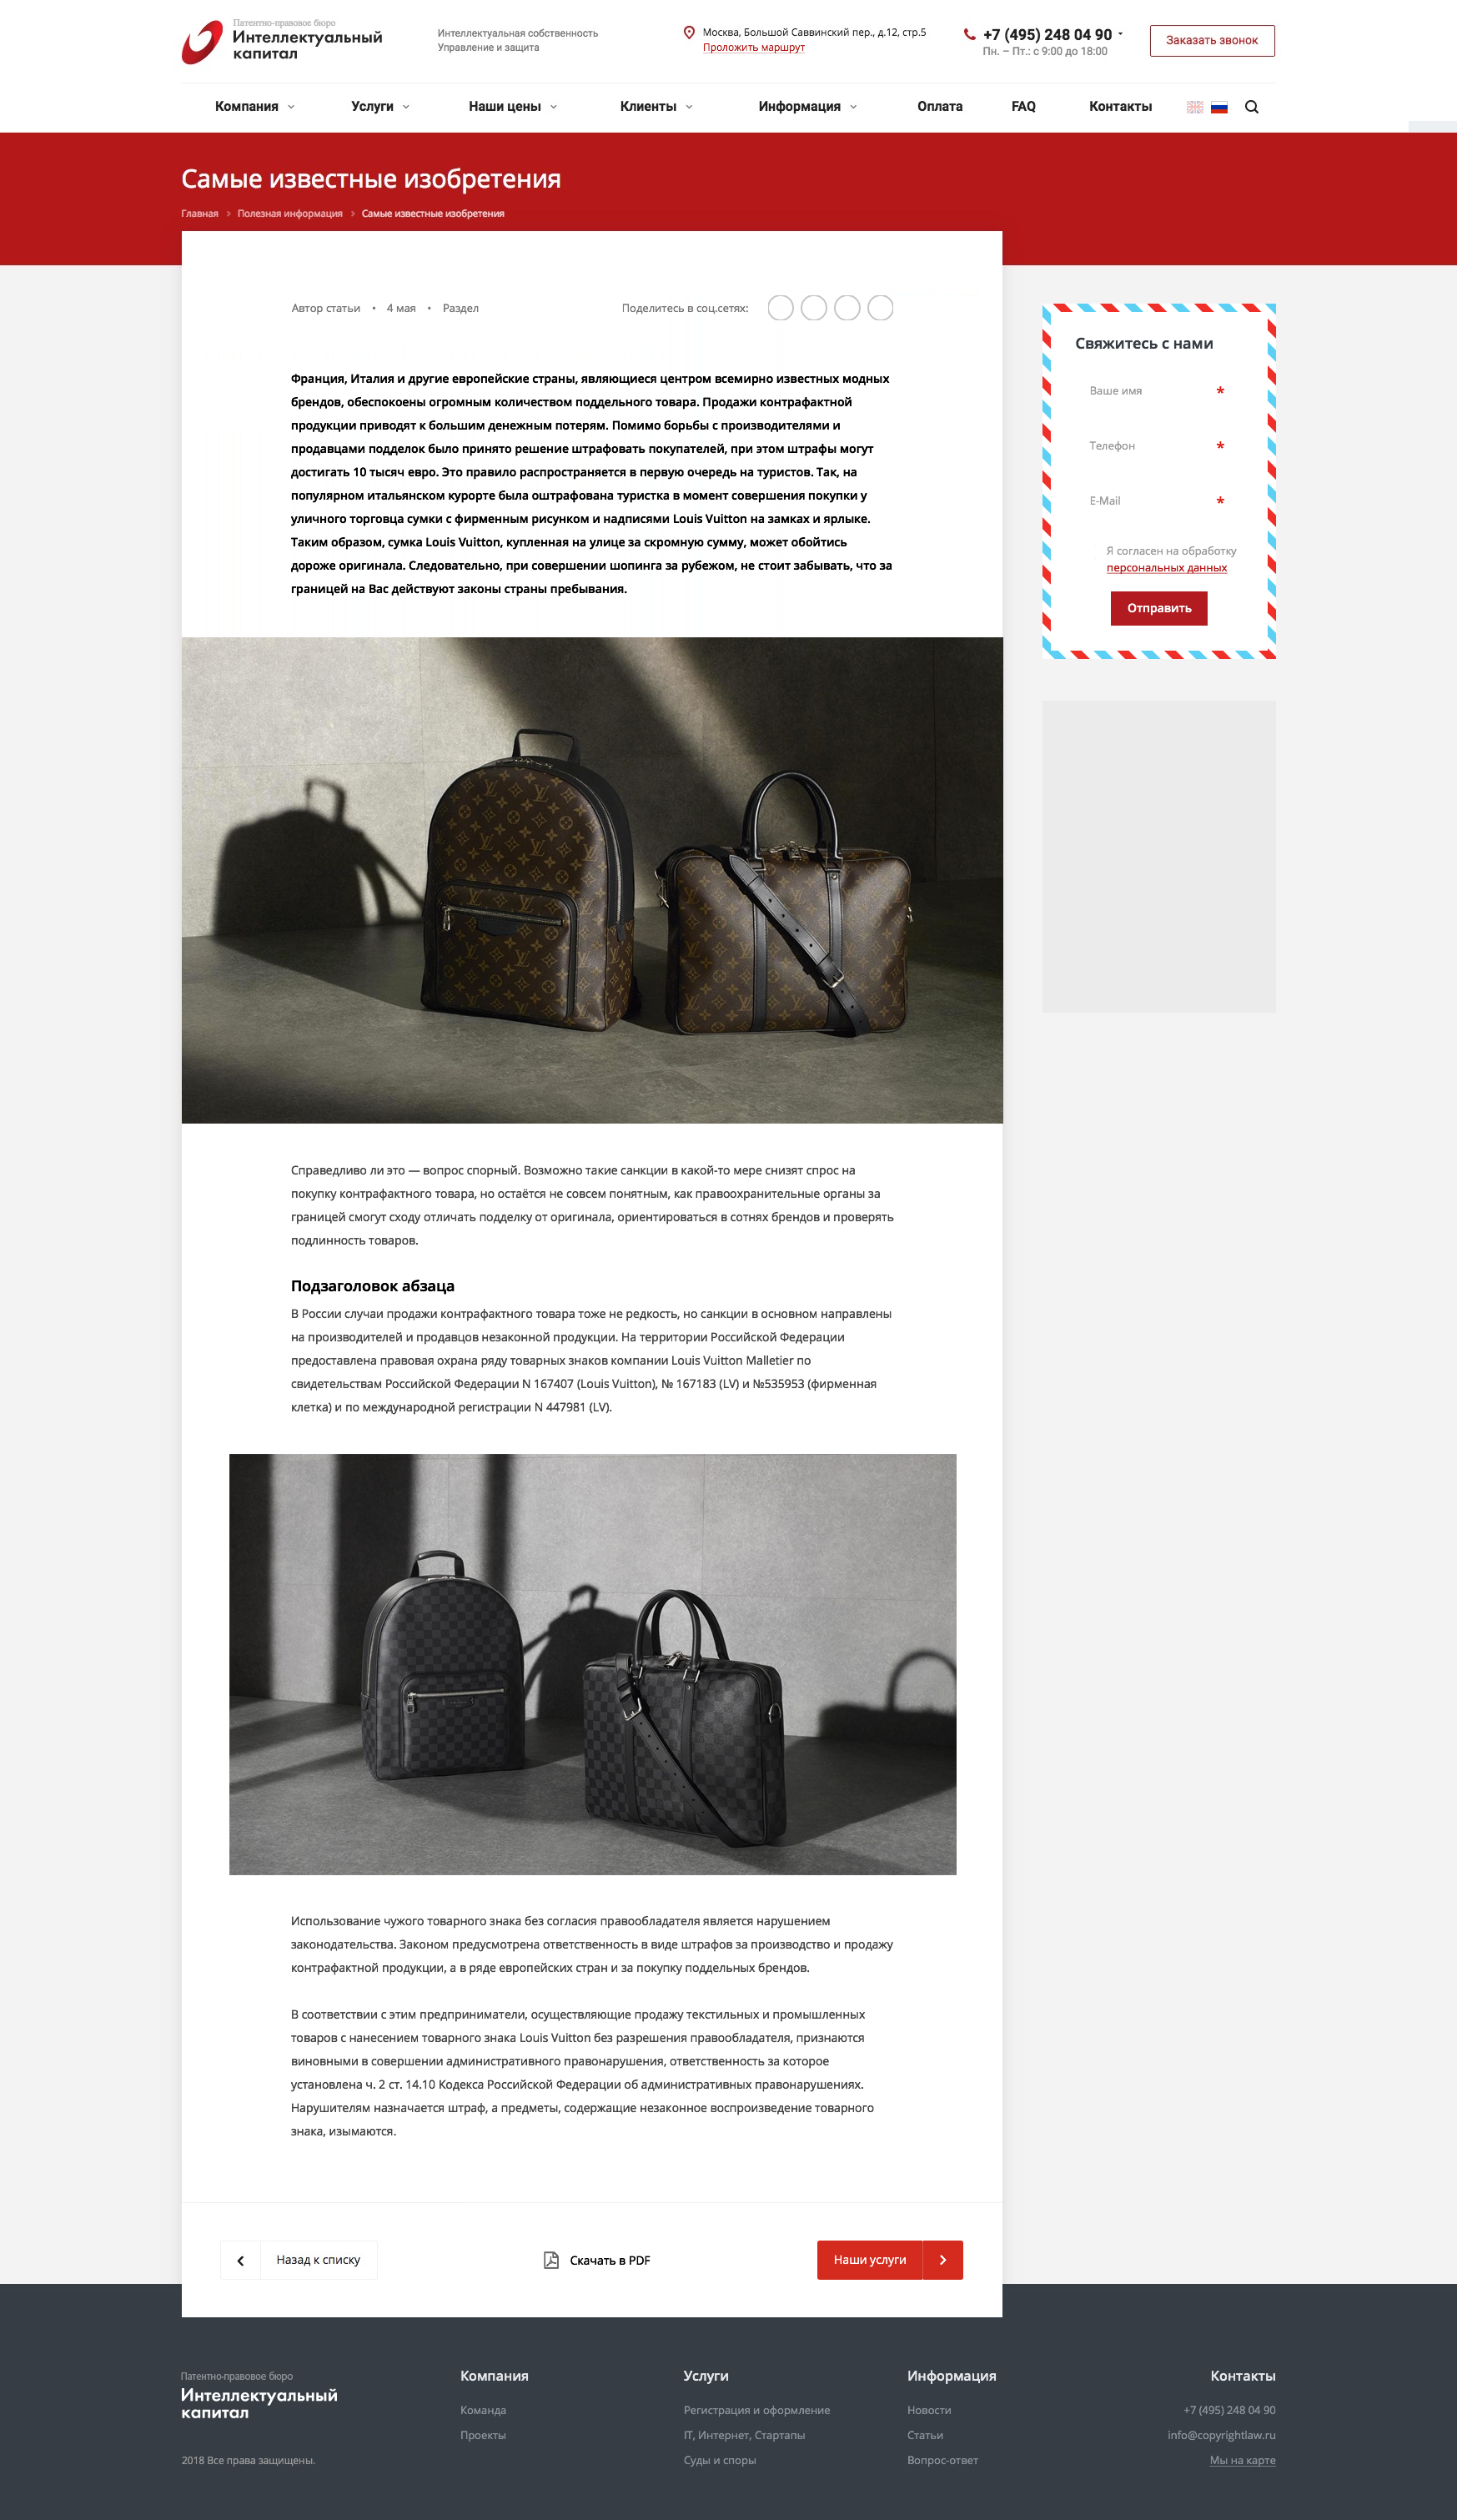 Патентно-правовое бюро
Интеллектуальный
капитал
Интеллектуальная собственность
Управление и защита
Москва, Большой Саввинский пер., д.12, стр.5
Проложить маршрут
+7 (495) 248 04 90
Пн. – Пт.: с 9:00 до 18:00
Заказать звонок
Компания
Услуги
Наши цены
Клиенты
Информация
Оплата
FAQ
Контакты
Самые известные изобретения
Главная
Полезная информация
Самые известные изобретения
Автор статьи • 4 мая • Раздел
Поделитесь в соц.сетях:
Франция, Италия и другие европейские страны, являющиеся центром всемирно известных модных
брендов, обеспокоены огромным количеством поддельного товара. Продажи контрафактной
продукции приводят к большим денежным потерям. Помимо борьбы с производителями и
продавцами подделок было принято решение штрафовать покупателей, при этом штрафы могут
достигать 10 тысяч евро. Это правило распространяется в первую очередь на туристов. Так, на
популярном итальянском курорте была оштрафована туристка в момент совершения покупки у
уличного торговца сумки с фирменным рисунком и надписями Louis Vuitton на замках и ярлыке.
Таким образом, сумка Louis Vuitton, купленная на улице за скромную сумму, может обойтись
дороже оригинала. Следовательно, при совершении шопинга за рубежом, не стоит забывать, что за
границей на Вас действуют законы страны пребывания.
Свяжитесь с нами
Ваше имя *
Телефон *
E-Mail *
Я согласен на обработку
персональных данных
Отправить
Справедливо ли это — вопрос спорный. Возможно такие санкции в какой-то мере снизят спрос на
покупку контрафактного товара, но остаётся не совсем понятным, как правоохранительные органы за
границей смогут сходу отличать подделку от оригинала, ориентироваться в сотнях брендов и проверять
подлинность товаров.
Подзаголовок абзаца
В России случаи продажи контрафактного товара тоже не редкость, но санкции в основном направлены
на производителей и продавцов незаконной продукции. На территории Российской Федерации
предоставлена правовая охрана ряду товарных знаков компании Louis Vuitton Malletier по
свидетельствам Российской Федерации N 167407 (Louis Vuitton), № 167183 (LV) и №535953 (фирменная
клетка) и по международной регистрации N 447981 (LV).
Использование чужого товарного знака без согласия правообладателя является нарушением
законодательства. Законом предусмотрена ответственность в виде штрафов за производство и продажу
контрафактной продукции, а в ряде европейских стран и за покупку поддельных брендов.
В соответствии с этим предприниматели, осуществляющие продажу текстильных и промышленных
товаров с нанесением товарного знака Louis Vuitton без разрешения правообладателя, признаются
виновными в совершении административного правонарушения, ответственность за которое
установлена ч. 2 ст. 14.10 Кодекса Российской Федерации об административных правонарушениях.
Нарушителям назначается штраф, а предметы, содержащие незаконное воспроизведение товарного
знака, изымаются.
Назад к списку
Скачать в PDF
Наши услуги
Патентно-правовое бюро
Интеллектуальный
капитал
2018 Все права защищены.
Компания
Команда
Проекты
Услуги
Регистрация и оформление
IT, Интернет, Стартапы
Суды и споры
Информация
Новости
Статьи
Вопрос-ответ
Контакты
+7 (495) 248 04 90
info@copyrightlaw.ru
Мы на карте